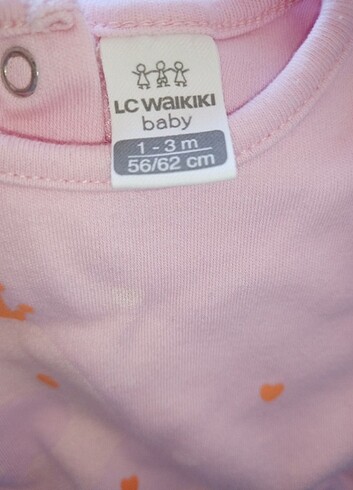 LC WAIKIKI
baby
1 - 3 m
56/62 cm